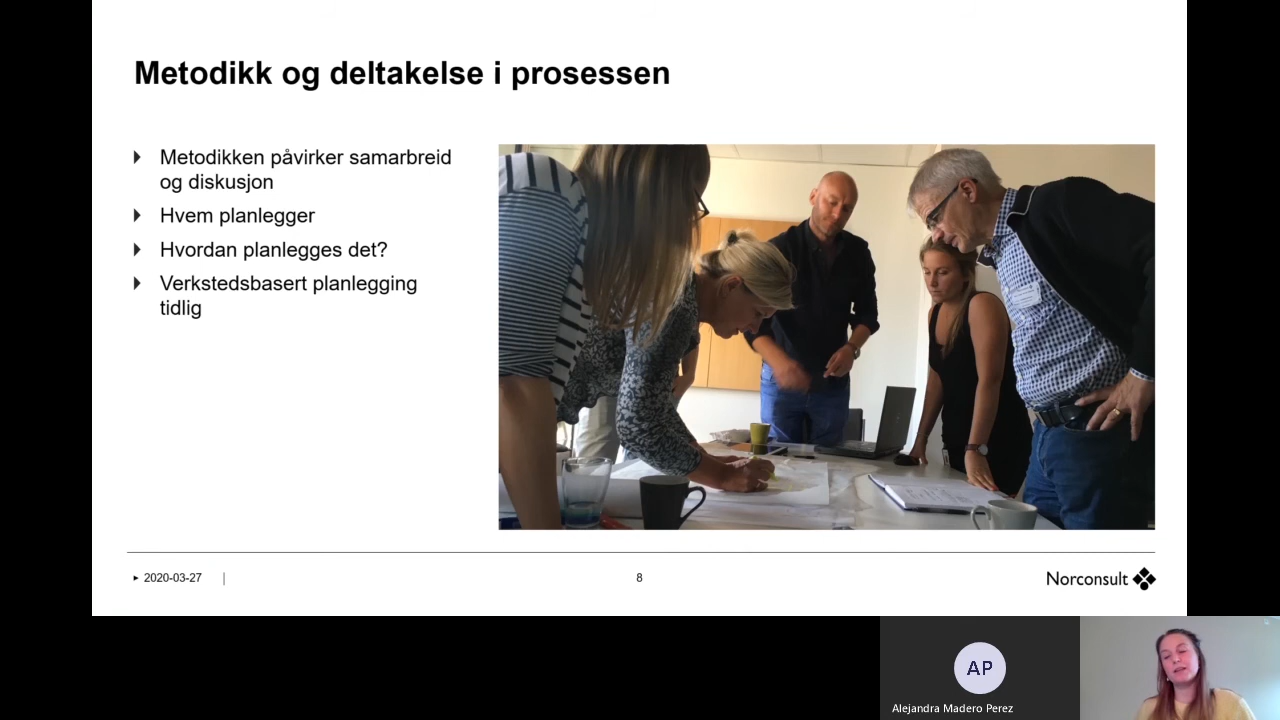 Metodikk og deltakelse i prosessen
Metodikken påvirker samarbeid
og diskusjon
Hvem planlegger
Hvordan planlegges det?
Verkstedsbasert planlegging
tidlig
2020-03-27
8
Norconsult
AP
Alejandra Madero Perez